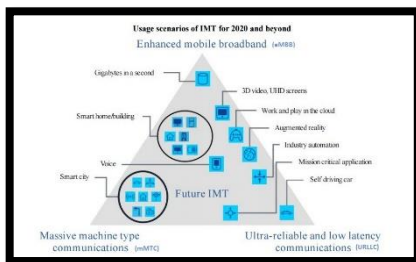 Usage scenarios of IMT for 2020 and beyond
Enhanced mobile broadband (eMBB)
Gigabytes in a second
3D video, UHD screens
Smart home/building
Work and play in the cloud
Augmented reality
Industry automation
Voice
Mission critical application
Smart city
Future IMT
Self driving car
Massive machine type
communications (mMTC)
Ultra-reliable and low latency
communications (URLLC)